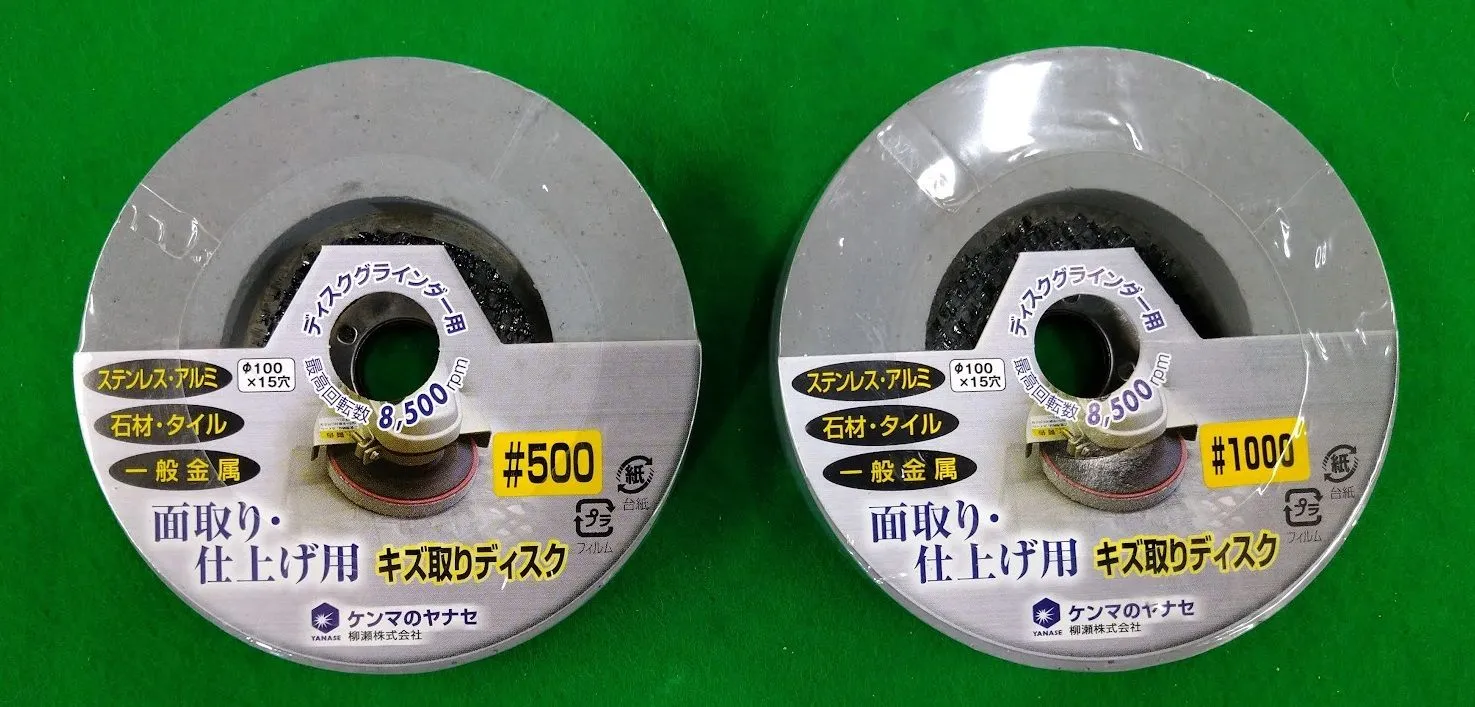 ディスクグラインダー用
最高回転数 8,500rpm
ステンレス・アルミ
φ100
×15穴
石材・タイル
一般金属
#500
紙
台紙
プラ
フィルム
面取り・
仕上げ用
キズ取りディスク
YANASE
ケンマのヤナセ
柳瀬株式会社
ディスクグラインダー用
最高回転数 8,500rpm
ステンレス・アルミ
φ100
×15穴
石材・タイル
一般金属
#1000
紙
台紙
プラ
フィルム
面取り・
仕上げ用
キズ取りディスク
YANASE
ケンマのヤナセ
柳瀬株式会社